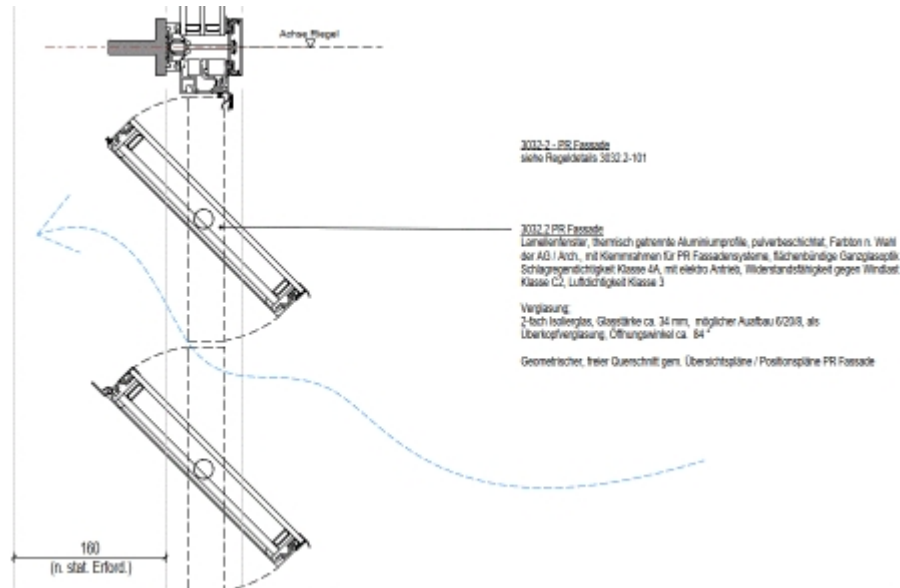 Achse Riegel
3032-2 - PR Fassade
siehe Regeldetails 3032.2-101
3032.2 PR Fassade
Lamellenfenster, thermisch getrennte Aluminiumprofile, pulverbeschichtet, Farbton n. Wahl
der AG / Arch., mit Klemmrahmen für PR Fassadensysteme, flächenbündige Ganzglasoptik
Schlagregendichtigkeit Klasse 4A, mit elektro Antrieb, Widerstandsfähigkeit gegen Windlast
Klasse C2, Luftdichtigkeit Klasse 3
Verglasung:
2-fach Isolierglas, Glasstärke ca. 34 mm, möglicher Aufbau 6/20/8, als
Überkopfverglasung, Öffnungswinkel ca. 84°
Geometrischer, freier Querschnitt gem. Übersichtspläne / Positionspläne PR Fassade
160
(n. stat. Erford.)